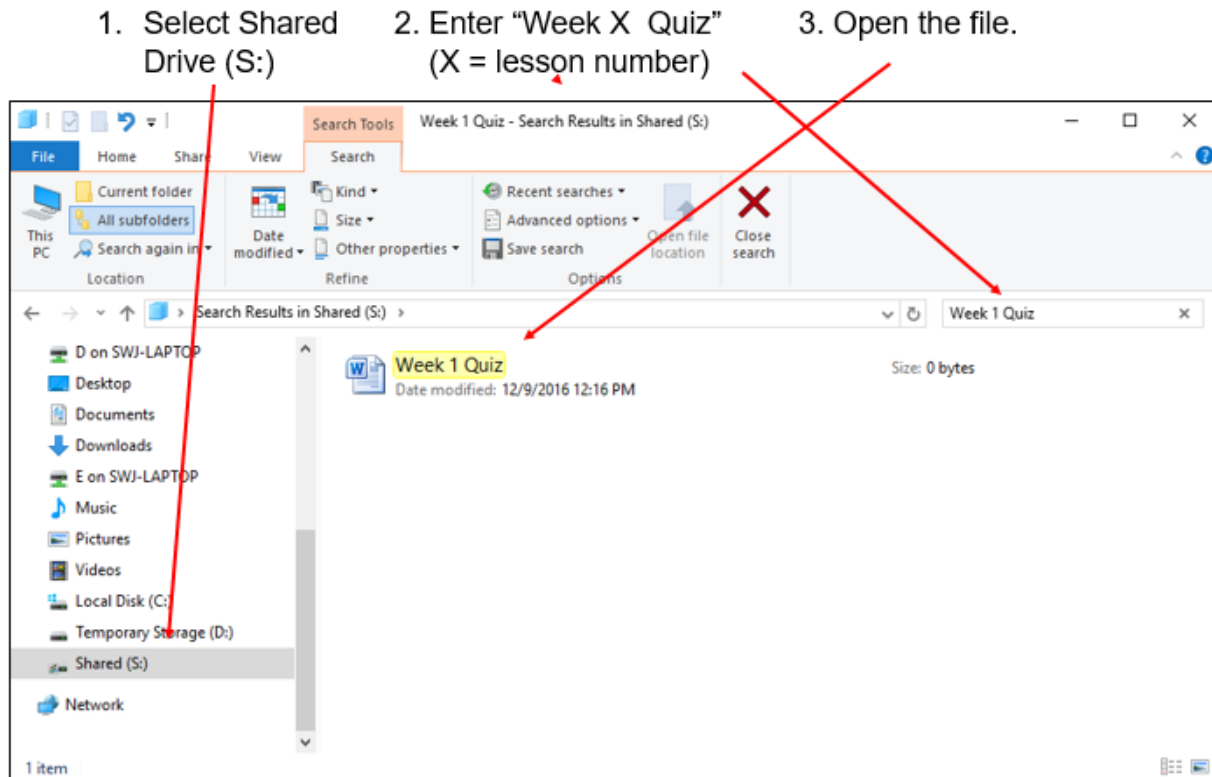 1. Select Shared Drive (S:)
2. Enter “Week X Quiz” (X = lesson number)
3. Open the file.
Search Tools
Week 1 Quiz - Search Results in Shared (S:)
File Home Share View Search
Current folder
All subfolders
Search again in
This PC
Location
Date modified
Kind
Size
Other properties
Refine
Recent searches
Advanced options
Save search
Open file location
Options
Close search
Search Results in Shared (S:)
Week 1 Quiz
D on SWJ-LAPTOP
Desktop
Documents
Downloads
E on SWJ-LAPTOP
Music
Pictures
Videos
Local Disk (C:)
Temporary Storage (D:)
Shared (S:)
Network
Week 1 Quiz
Date modified: 12/9/2016 12:16 PM
Size: 0 bytes
1 item